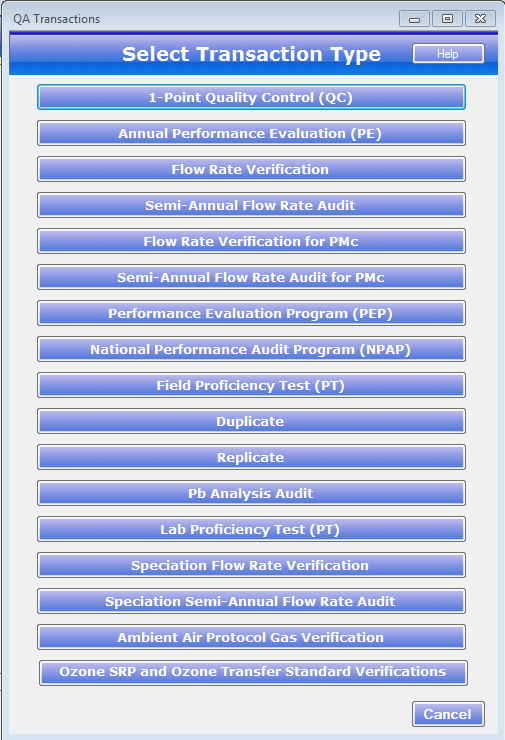 QA Transactions
Select Transaction Type
Help
1-Point Quality Control (QC)
Annual Performance Evaluation (PE)
Flow Rate Verification
Semi-Annual Flow Rate Audit
Flow Rate Verification for PMc
Semi-Annual Flow Rate Audit for PMc
Performance Evaluation Program (PEP)
National Performance Audit Program (NPAP)
Field Proficiency Test (PT)
Duplicate
Replicate
Pb Analysis Audit
Lab Proficiency Test (PT)
Speciation Flow Rate Verification
Speciation Semi-Annual Flow Rate Audit
Ambient Air Protocol Gas Verification
Ozone SRP and Ozone Transfer Standard Verifications
Cancel